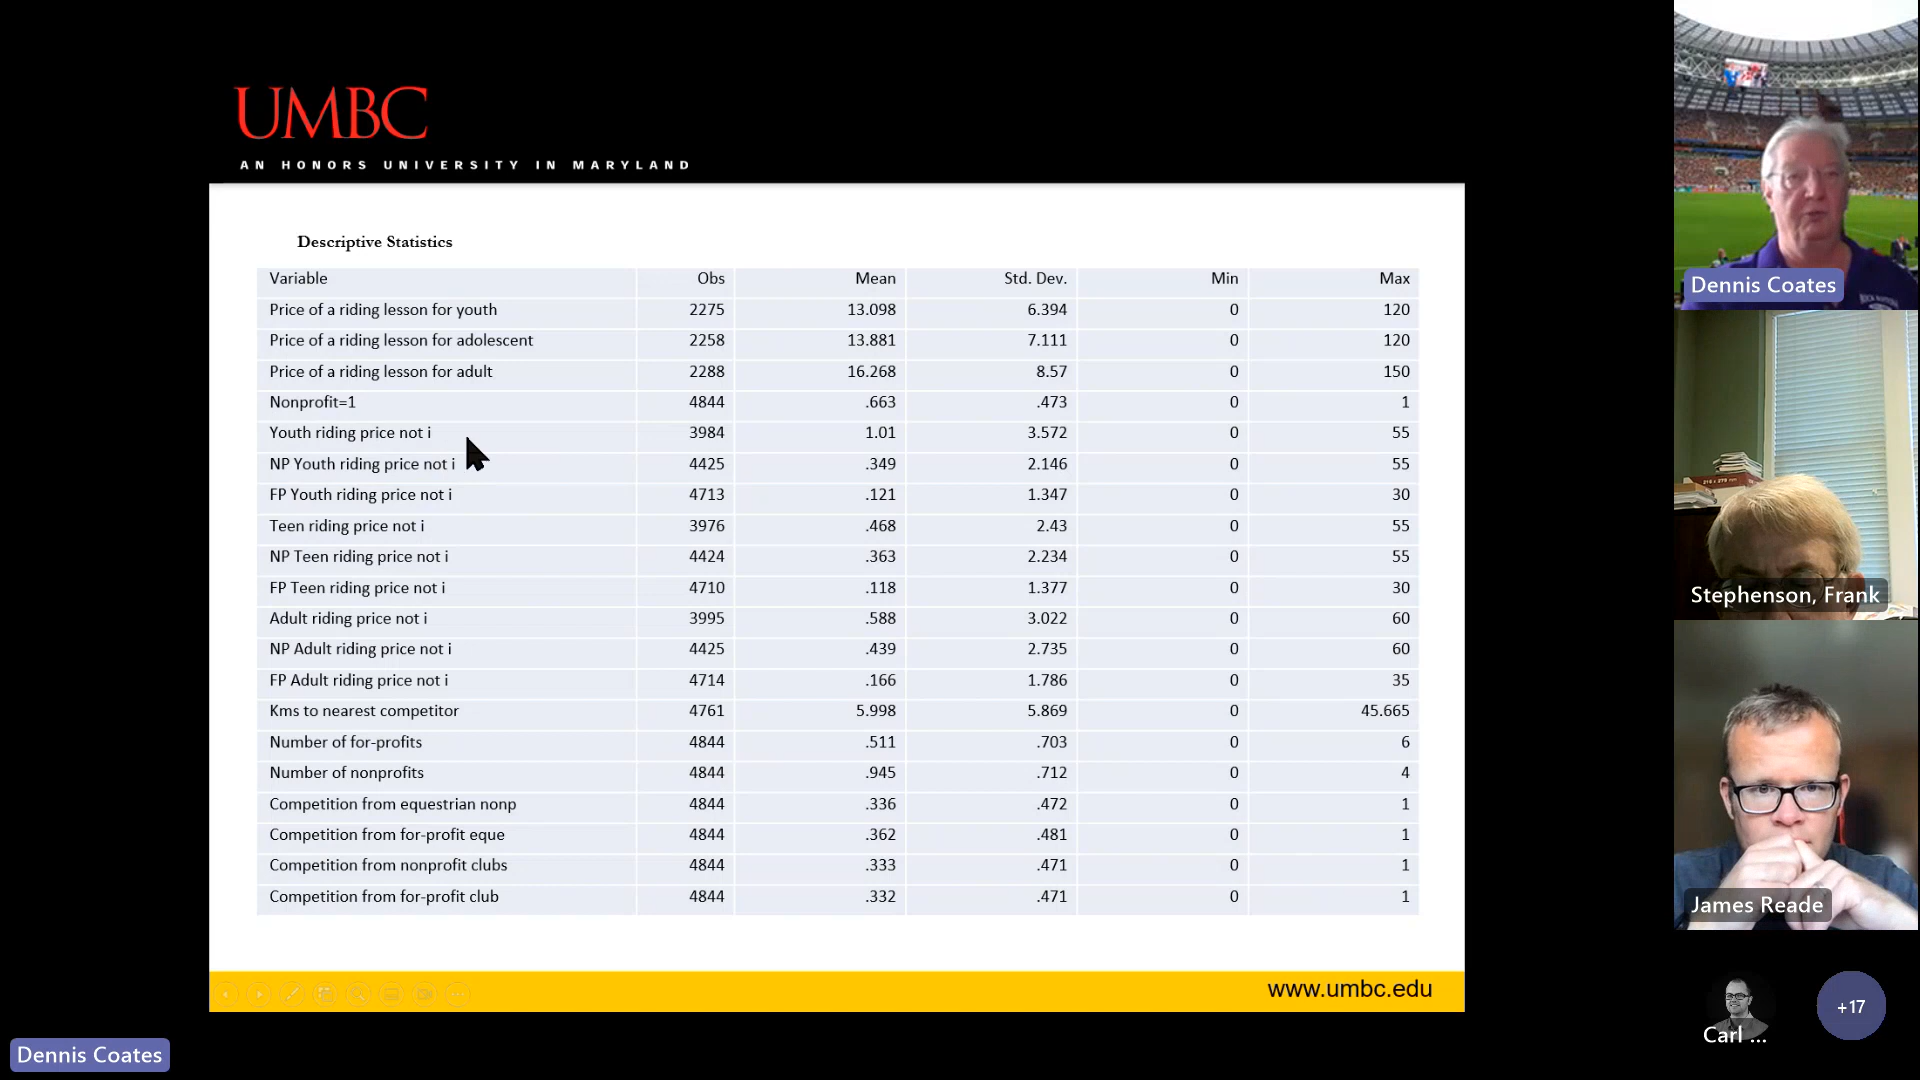 UMBC
AN HONORS UNIVERSITY IN MARYLAND
Descriptive Statistics
Variable Obs Mean Std. Dev. Min Max
Price of a riding lesson for youth 2275 13.098 6.394 0 120
Price of a riding lesson for adolescent 2258 13.881 7.111 0 120
Price of a riding lesson for adult 2288 16.268 8.57 0 150
Nonprofit=1 4844 .663 .473 0 1
Youth riding price not i 3984 1.01 3.572 0 55
NP Youth riding price not i 4425 .349 2.146 0 55
FP Youth riding price not i 4713 .121 1.347 0 30
Teen riding price not i 3976 .468 2.43 0 55
NP Teen riding price not i 4424 .363 2.234 0 55
FP Teen riding price not i 4710 .118 1.377 0 30
Adult riding price not i 3995 .588 3.022 0 60
NP Adult riding price not i 4425 .439 2.735 0 60
FP Adult riding price not i 4714 .166 1.786 0 35
Kms to nearest competitor 4761 5.998 5.869 0 45.665
Number of for-profits 4844 .511 .703 0 6
Number of nonprofits 4844 .945 .712 0 4
Competition from equestrian nonp 4844 .336 .472 0 1
Competition from for-profit eque 4844 .362 .481 0 1
Competition from nonprofit clubs 4844 .333 .471 0 1
Competition from for-profit club 4844 .332 .471 0 1
www.umbc.edu
Dennis Coates
Dennis Coates
Stephenson, Frank
James Reade
Carl ...
+17